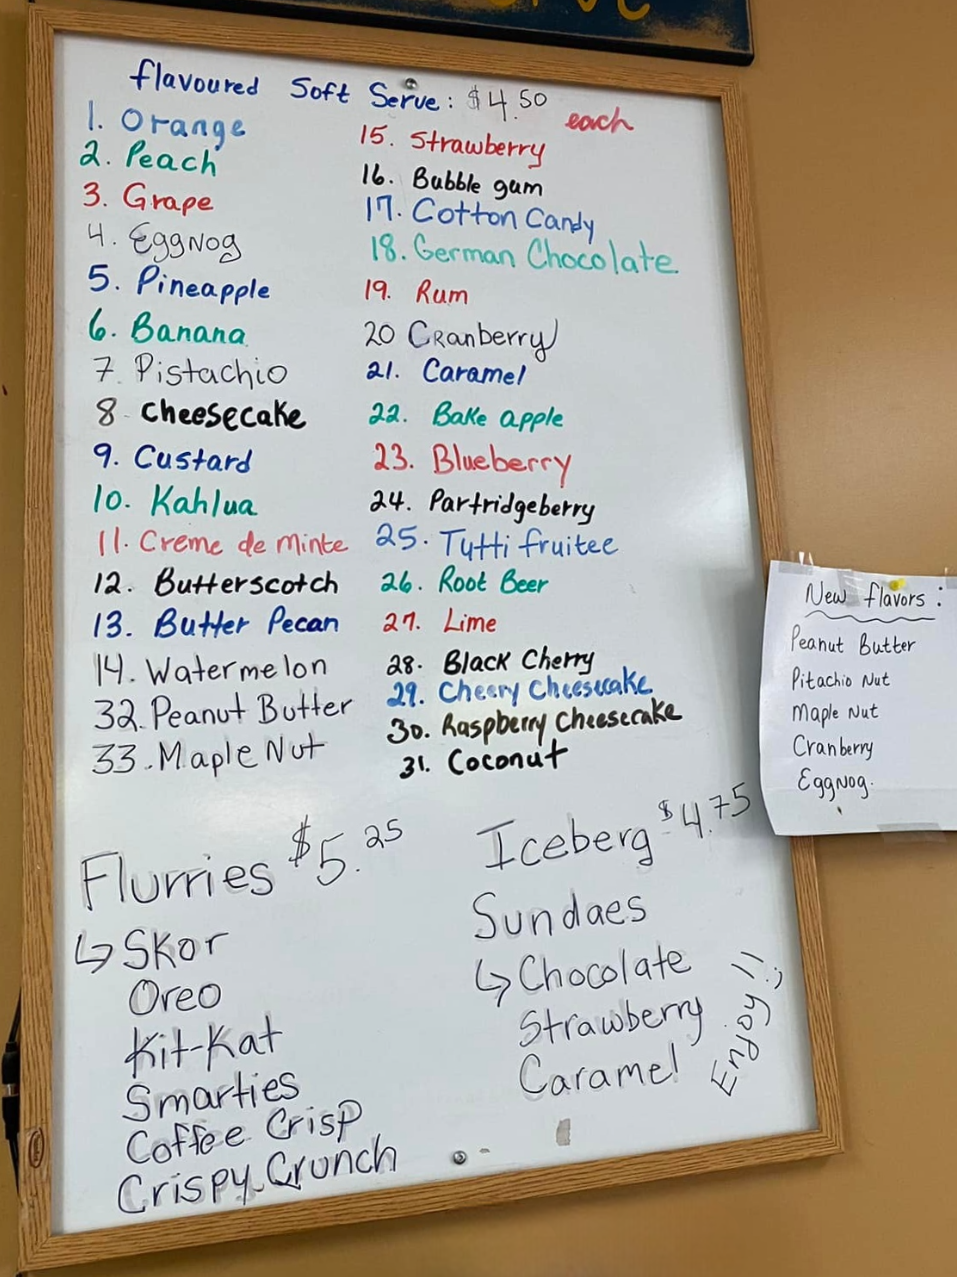 flavoured Soft Serve: $4.50 each
1. Orange
2. Peach
3. Grape
4. EggNog
5. Pineapple
6. Banana
7. Pistachio
8 cheesecake
9. Custard
10. Kahlua
11. Creme de minte
12. Butterscotch
13. Butter Pecan
14. Watermelon
32. Peanut Butter
33. Maple Nut
15. Strawberry
16. Bubble gum
17. Cotton Candy
18. German Chocolate
19. Rum
20 Cranberry
21. Caramel
22. Bake apple
23. Blueberry
24. Partridgeberry
25. Tutti fruitee
26. Root Beer
27. Lime
28. Black Cherry
29. Cheery Cheesecake
30. Raspberry Cheesecake
31. Coconut
Flurries $5.25
↳ Skor
Oreo
Kit-Kat
Smarties
Coffee Crisp
Crispy Crunch
Iceberg $4.75
Sundaes
↳ Chocolate
Strawberry
Caramel
Enjoy!! :)
New flavors:
Peanut Butter
Pitachio Nut
Maple Nut
Cranberry
EggNog.